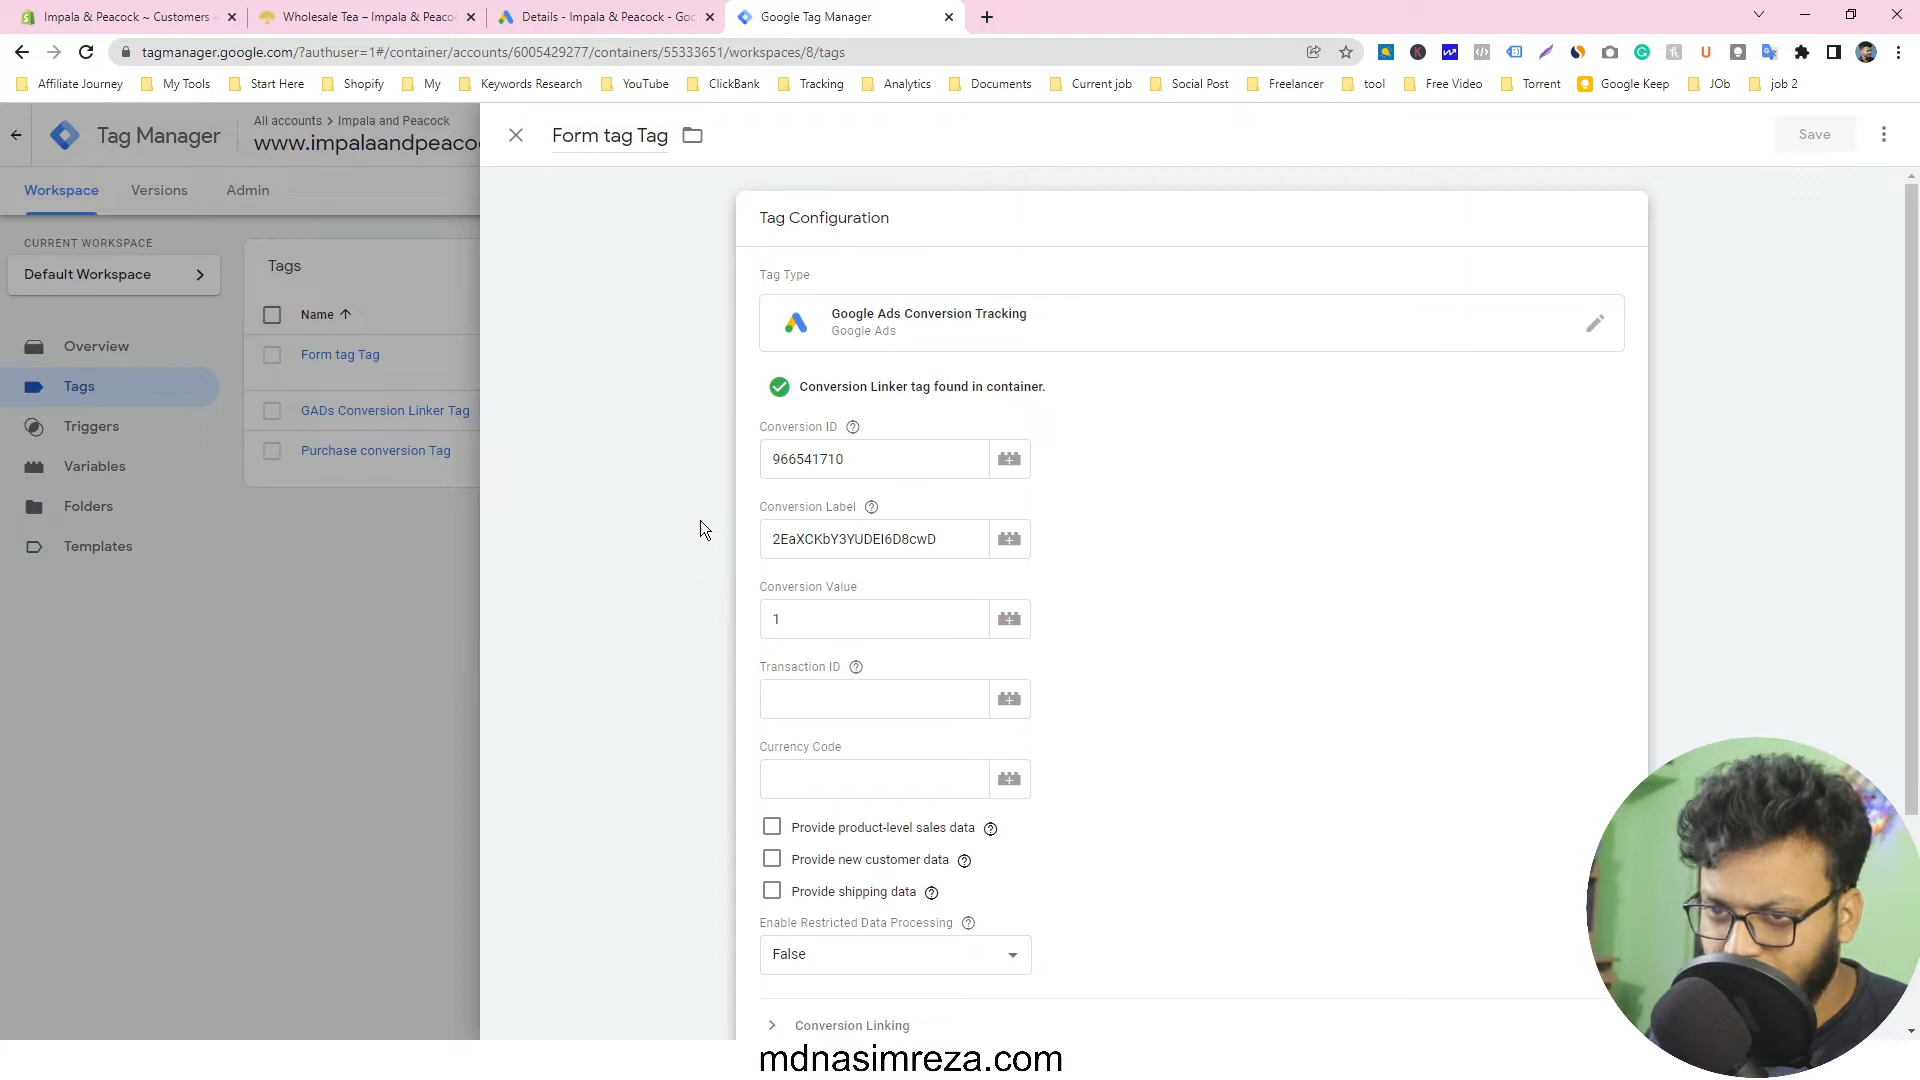 Impala & Peacock ~ Customers
Wholesale Tea – Impala & Peaco
Details - Impala & Peacock - Goo
Google Tag Manager
tagmanager.google.com/?authuser=1#/container/accounts/6005429277/containers/55333651/workspaces/8/tags
Affiliate Journey
My Tools
Start Here
Shopify
My
Keywords Research
YouTube
ClickBank
Tracking
Analytics
Documents
Current job
Social Post
Freelancer
tool
Free Video
Torrent
Google Keep
JOb
job 2
Tag Manager
All accounts > Impala and Peacock
www.impalaandpeaco
Form tag Tag
Save
Workspace
Versions
Admin
CURRENT WORKSPACE
Default Workspace
Overview
Tags
Triggers
Variables
Folders
Templates
Tags
Name
Form tag Tag
GADs Conversion Linker Tag
Purchase conversion Tag
Tag Configuration
Tag Type
Google Ads Conversion Tracking
Google Ads
Conversion Linker tag found in container.
Conversion ID
966541710
Conversion Label
2EaXCKbY3YUDEI6D8cwD
Conversion Value
1
Transaction ID
Currency Code
Provide product-level sales data
Provide new customer data
Provide shipping data
Enable Restricted Data Processing
False
Conversion Linking
mdnasimreza.com